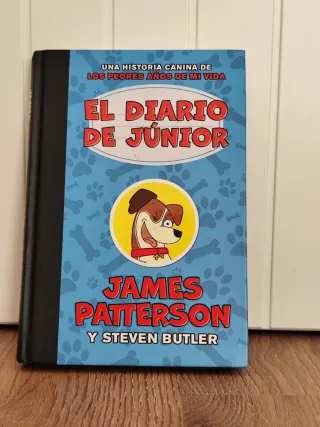 UNA HISTORIA CANINA DE
LOS PEORES AÑOS DE MI VIDA
EL DIARIO
DE JÚNIOR
JAMES
PATTERSON
Y STEVEN BUTLER